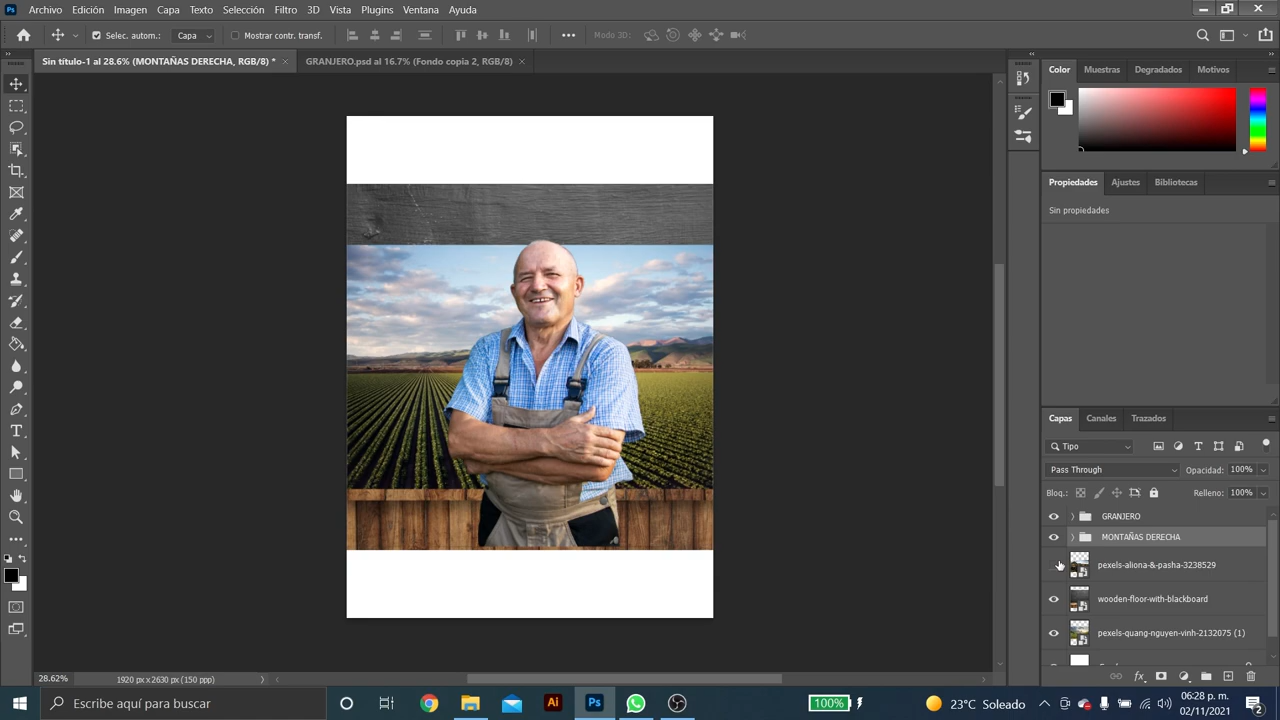 Ps Archivo Edición Imagen Capa Texto Selección Filtro 3D Vista Plugins Ventana Ayuda
Selec. autom.: Capa Mostrar contr. transf. Modo 3D:
Sin título-1 al 28.6% (MONTAÑAS DERECHA, RGB/8) * GRANJERO.psd al 16.7% (Fondo copia 2, RGB/8)
Color Muestras Degradados Motivos
Propiedades Ajustes Bibliotecas
Sin propiedades
Capas Canales Trazados
Tipo
Pass Through Opacidad: 100%
Bloq.: Relleno: 100%
GRANJERO
MONTAÑAS DERECHA
pexels-aliona-&-pasha-3238529
wooden-floor-with-blackboard
pexels-quang-nguyen-vinh-2132075 (1)
28.62% 1920 px x 2630 px (150 ppp)
Escribe aquí para buscar
Ai Ps 100% 23°C Soleado 06:28 p. m.
02/11/2021
2